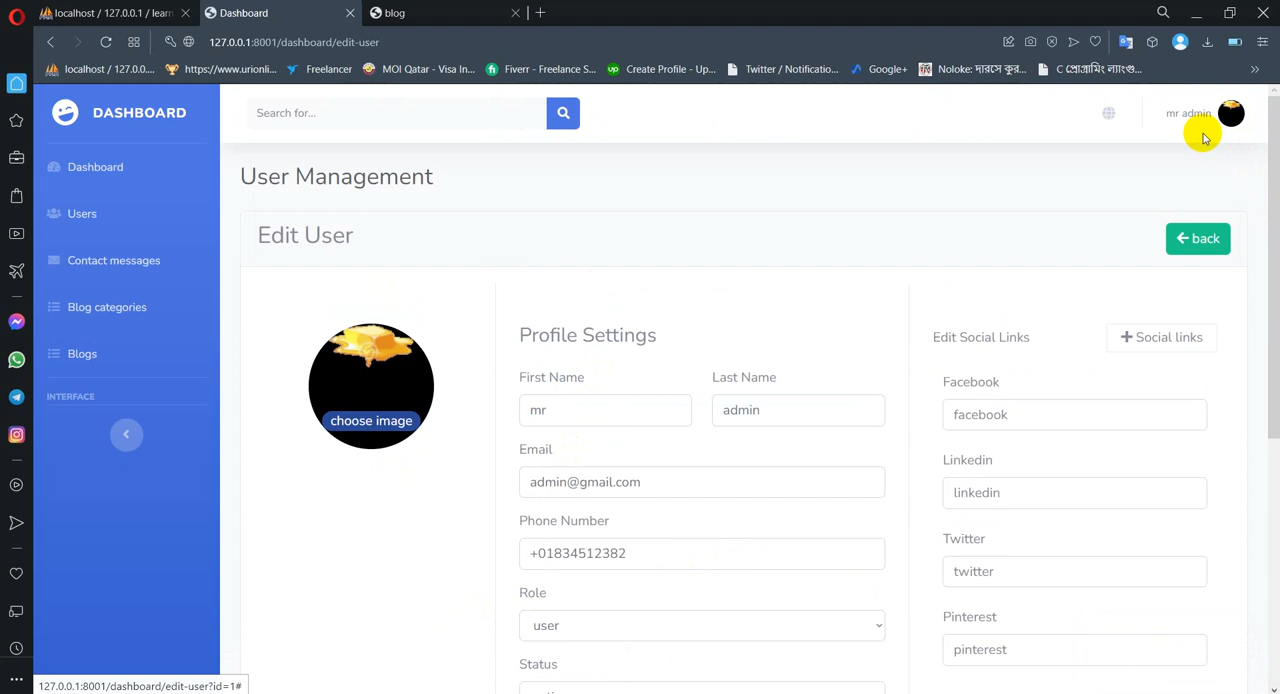 localhost / 127.0.0.1 / learn
Dashboard
blog
127.0.0.1:8001/dashboard/edit-user
localhost / 127.0.0....
https://www.urionli...
Freelancer
MOI Qatar - Visa In...
Fiverr - Freelance S...
Create Profile - Up...
Twitter / Notificatio...
Google+
Noloke: দারসে কুর...
C প্রোগ্রামিং ল্যাংগু...
DASHBOARD
Search for...
mr admin
Dashboard
Users
Contact messages
Blog categories
Blogs
INTERFACE
User Management
Edit User
back
choose image
Profile Settings
First Name
Last Name
mr
admin
Email
admin@gmail.com
Phone Number
+01834512382
Role
user
Status
Edit Social Links
Social links
Facebook
facebook
Linkedin
linkedin
Twitter
twitter
Pinterest
pinterest
127.0.0.1:8001/dashboard/edit-user?id=1#